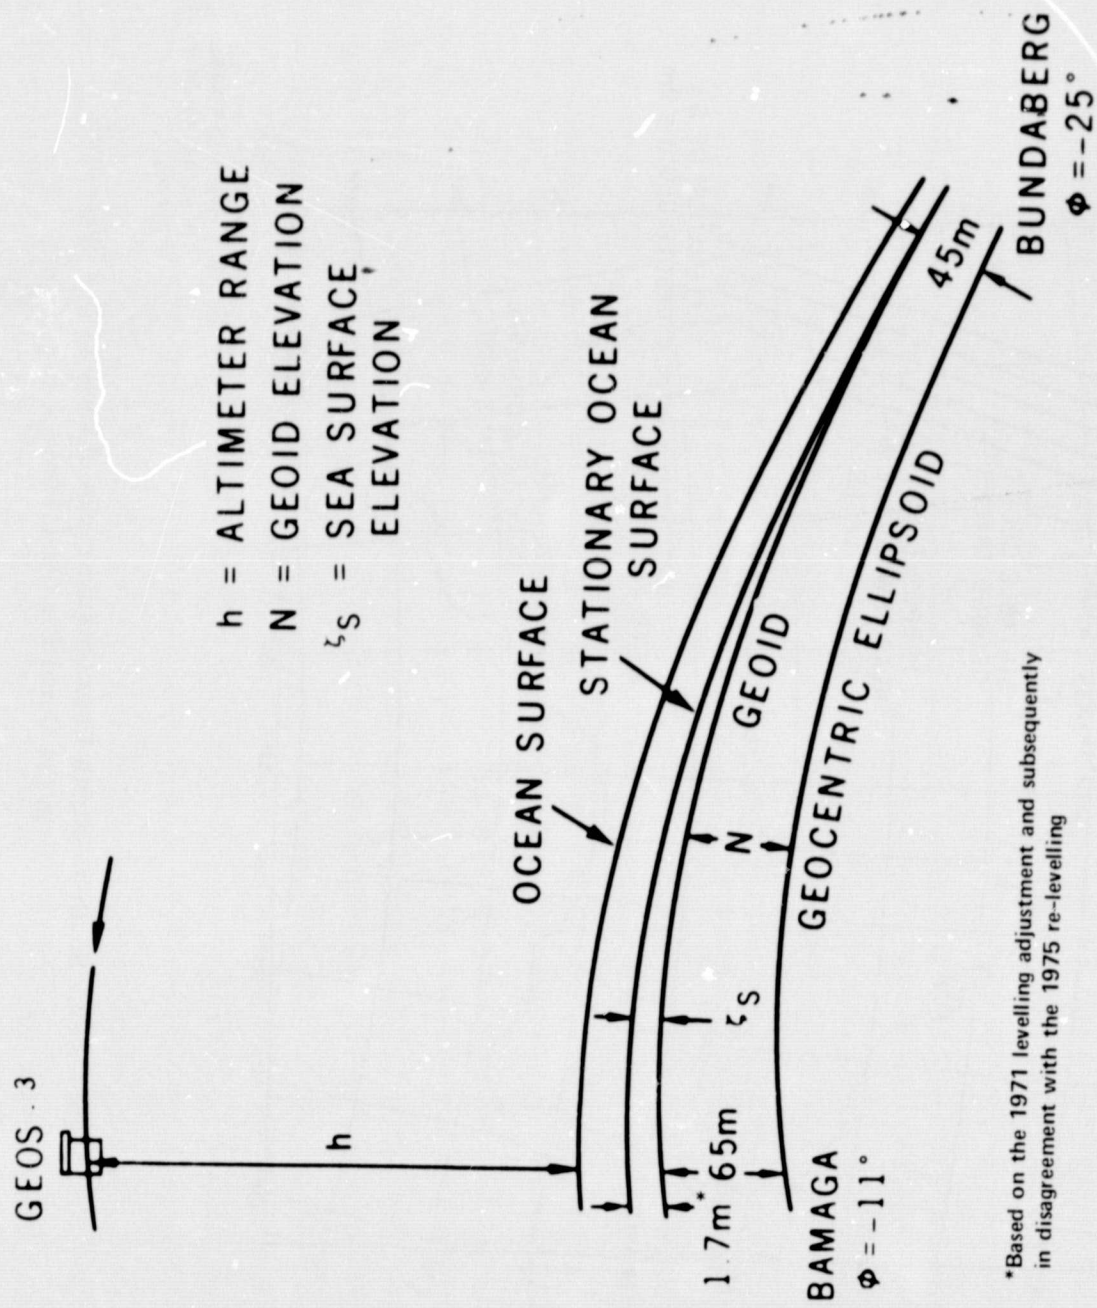 GEOS. 3
h = ALTIMETER RANGE
N = GEOID ELEVATION
ζS = SEA SURFACE
ELEVATION
h
OCEAN SURFACE
STATIONARY OCEAN
SURFACE
GEOID
GEOCENTRIC ELLIPSOID
N
ζS
1.7m*
65m
45m
BAMAGA
Φ = -11°
BUNDABERG
Φ = -25°
*Based on the 1971 levelling adjustment and subsequently
in disagreement with the 1975 re-levelling